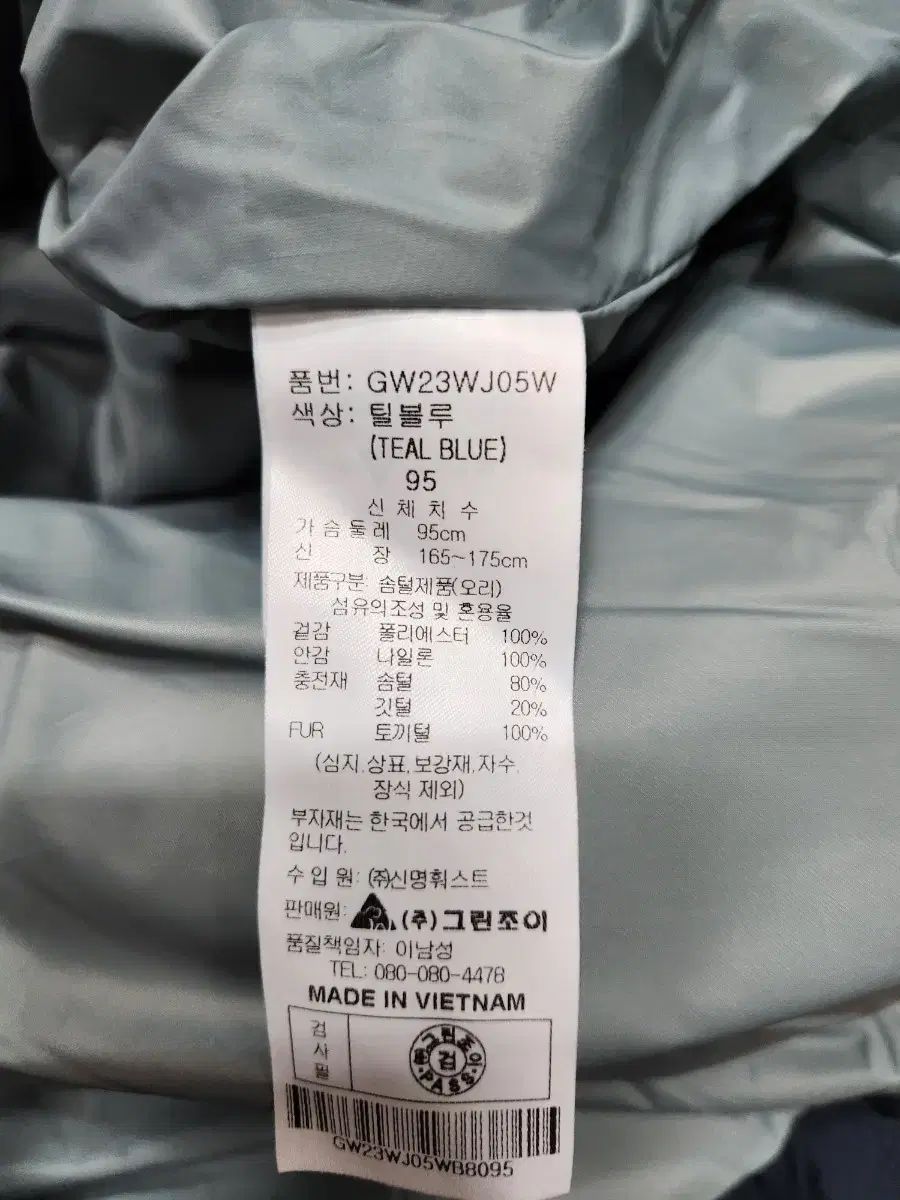 품번: GW23WJ05W
색상: 틸블루
(TEAL BLUE)
95
신 체 치 수
가 슴 둘 레 95cm
신 장 165~175cm
제품구분: 솜털제품(오리)
섬유의조성 및 혼용율
겉감 폴리에스터 100%
안감 나일론 100%
충전재 솜털 80%
깃털 20%
FUR 토끼털 100%
(심지,상표,보강재,자수,
장식 제외)
부자재는 한국에서 공급한것
입니다.
수 입 원: (주)신명훠스트
판매원: (주)그린조이
품질책임자: 이남성
TEL: 080-080-4478
MADE IN VIETNAM
검사필
그린조이
검
PASS
GW23WJ05WB8095